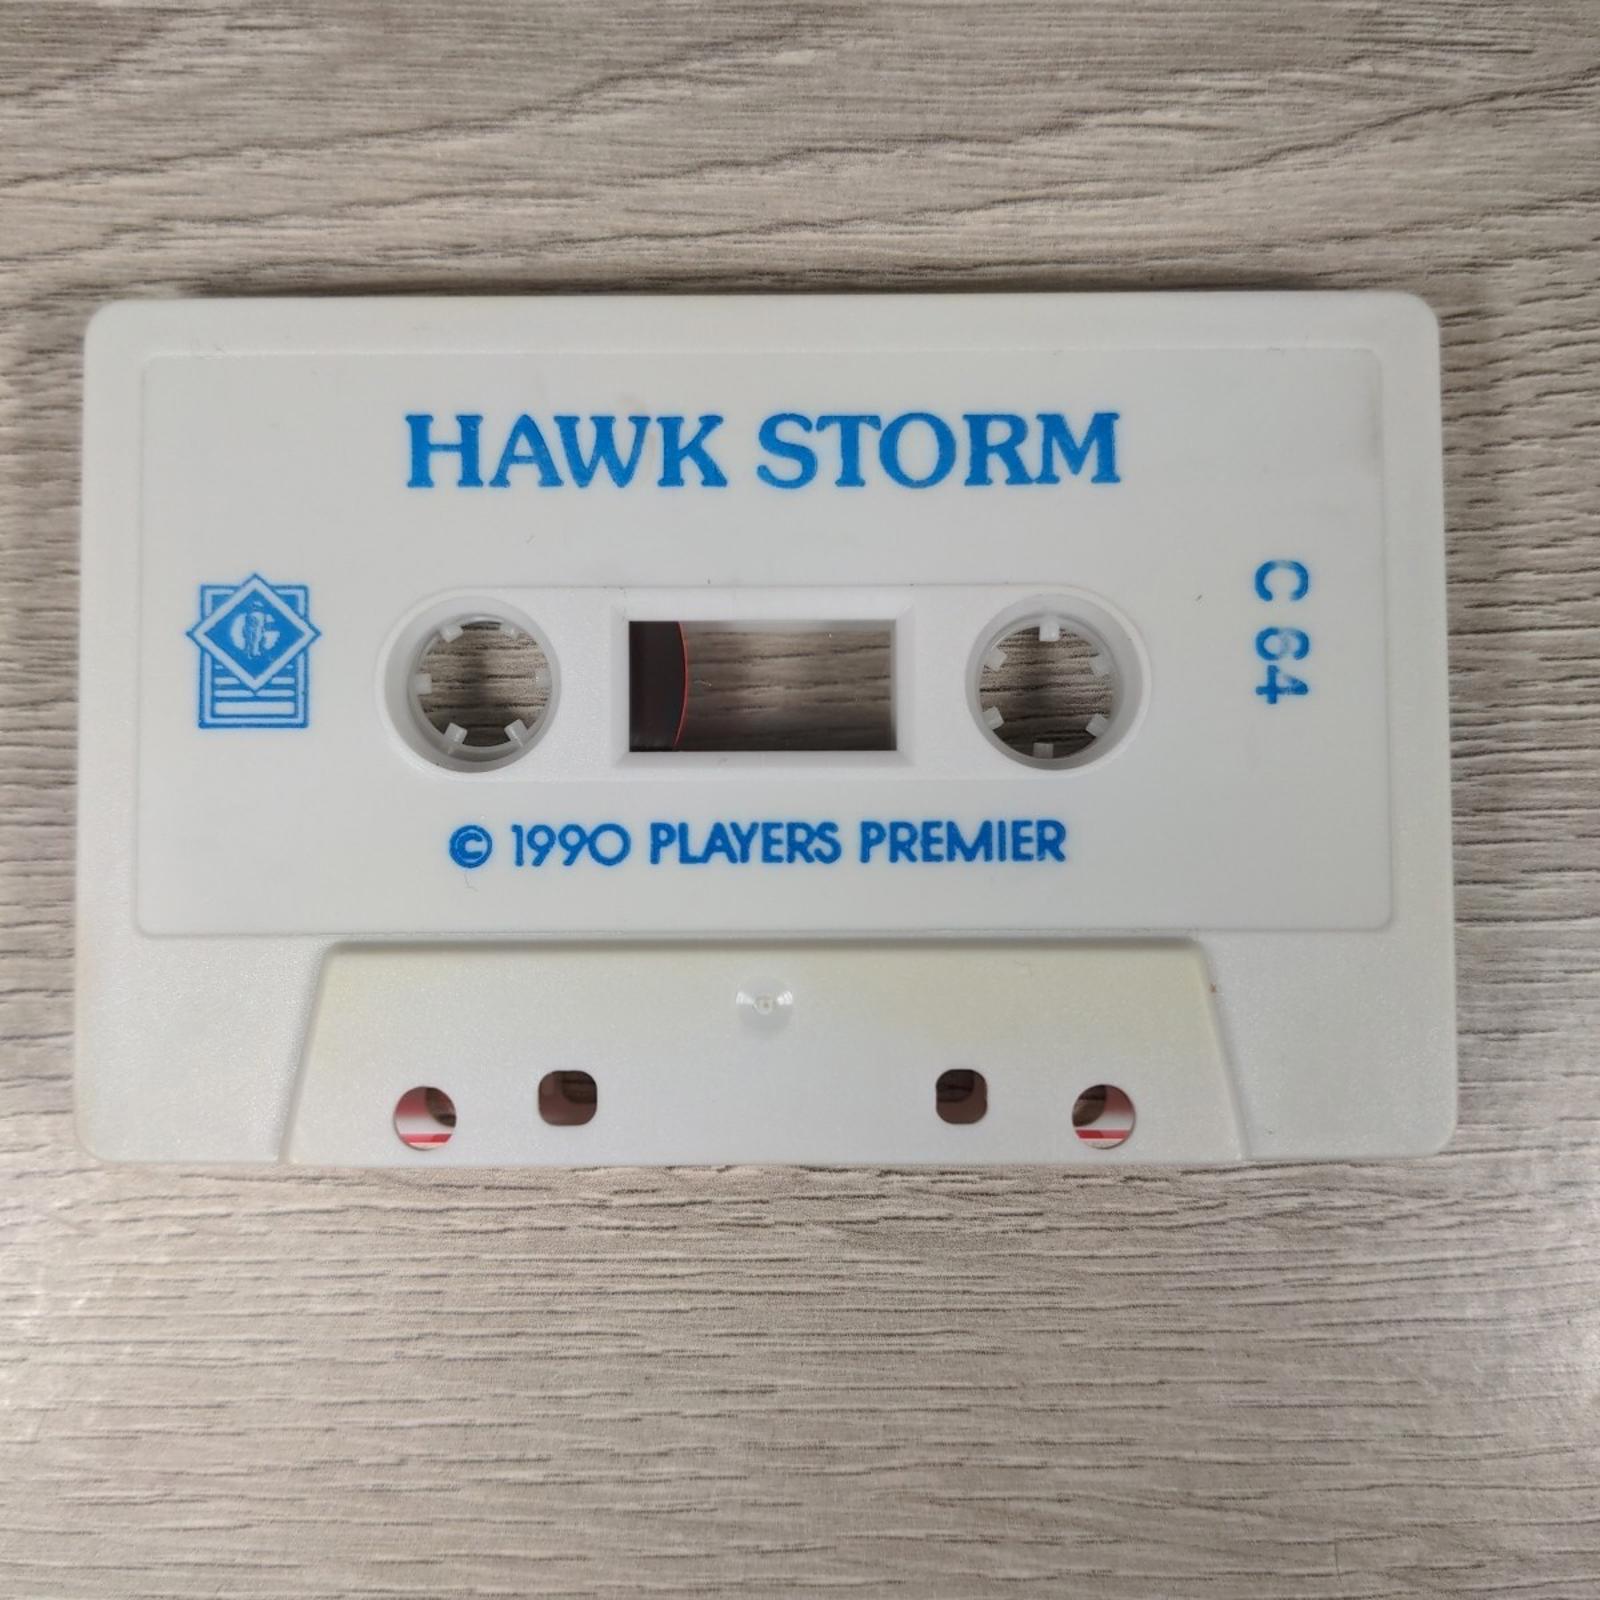 HAWK STORM
G
C 64
© 1990 PLAYERS PREMIER